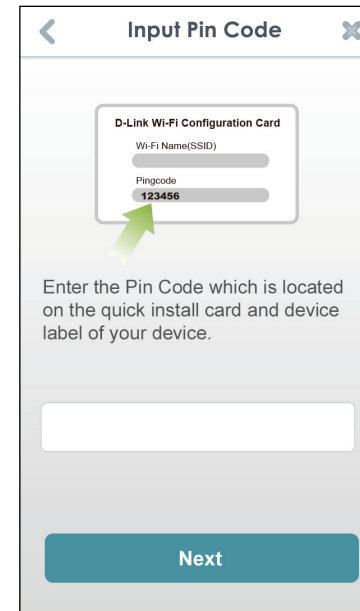 Input Pin Code
D-Link Wi-Fi Configuration Card
Wi-Fi Name(SSID)
Pingcode
123456
Enter the Pin Code which is located
on the quick install card and device
label of your device.
Next